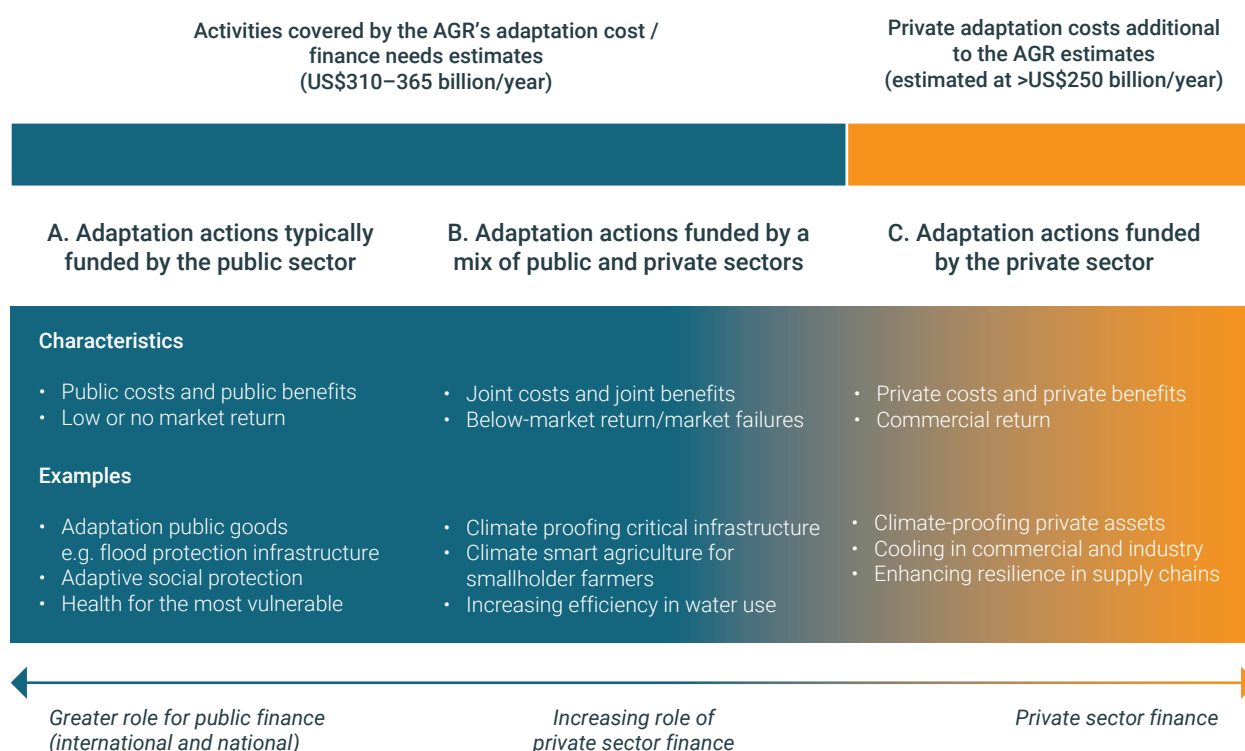 Activities covered by the AGR's adaptation cost /
finance needs estimates
(US$310–365 billion/year)
Private adaptation costs additional
to the AGR estimates
(estimated at >US$250 billion/year)
A. Adaptation actions typically
funded by the public sector
B. Adaptation actions funded by a
mix of public and private sectors
C. Adaptation actions funded
by the private sector
Characteristics
• Public costs and public benefits
• Low or no market return
• Joint costs and joint benefits
• Below-market return/market failures
• Private costs and private benefits
• Commercial return
Examples
• Adaptation public goods
e.g. flood protection infrastructure
• Adaptive social protection
• Health for the most vulnerable
• Climate proofing critical infrastructure
• Climate smart agriculture for
smallholder farmers
• Increasing efficiency in water use
• Climate-proofing private assets
• Cooling in commercial and industry
• Enhancing resilience in supply chains
Greater role for public finance
(international and national)
Increasing role of
private sector finance
Private sector finance